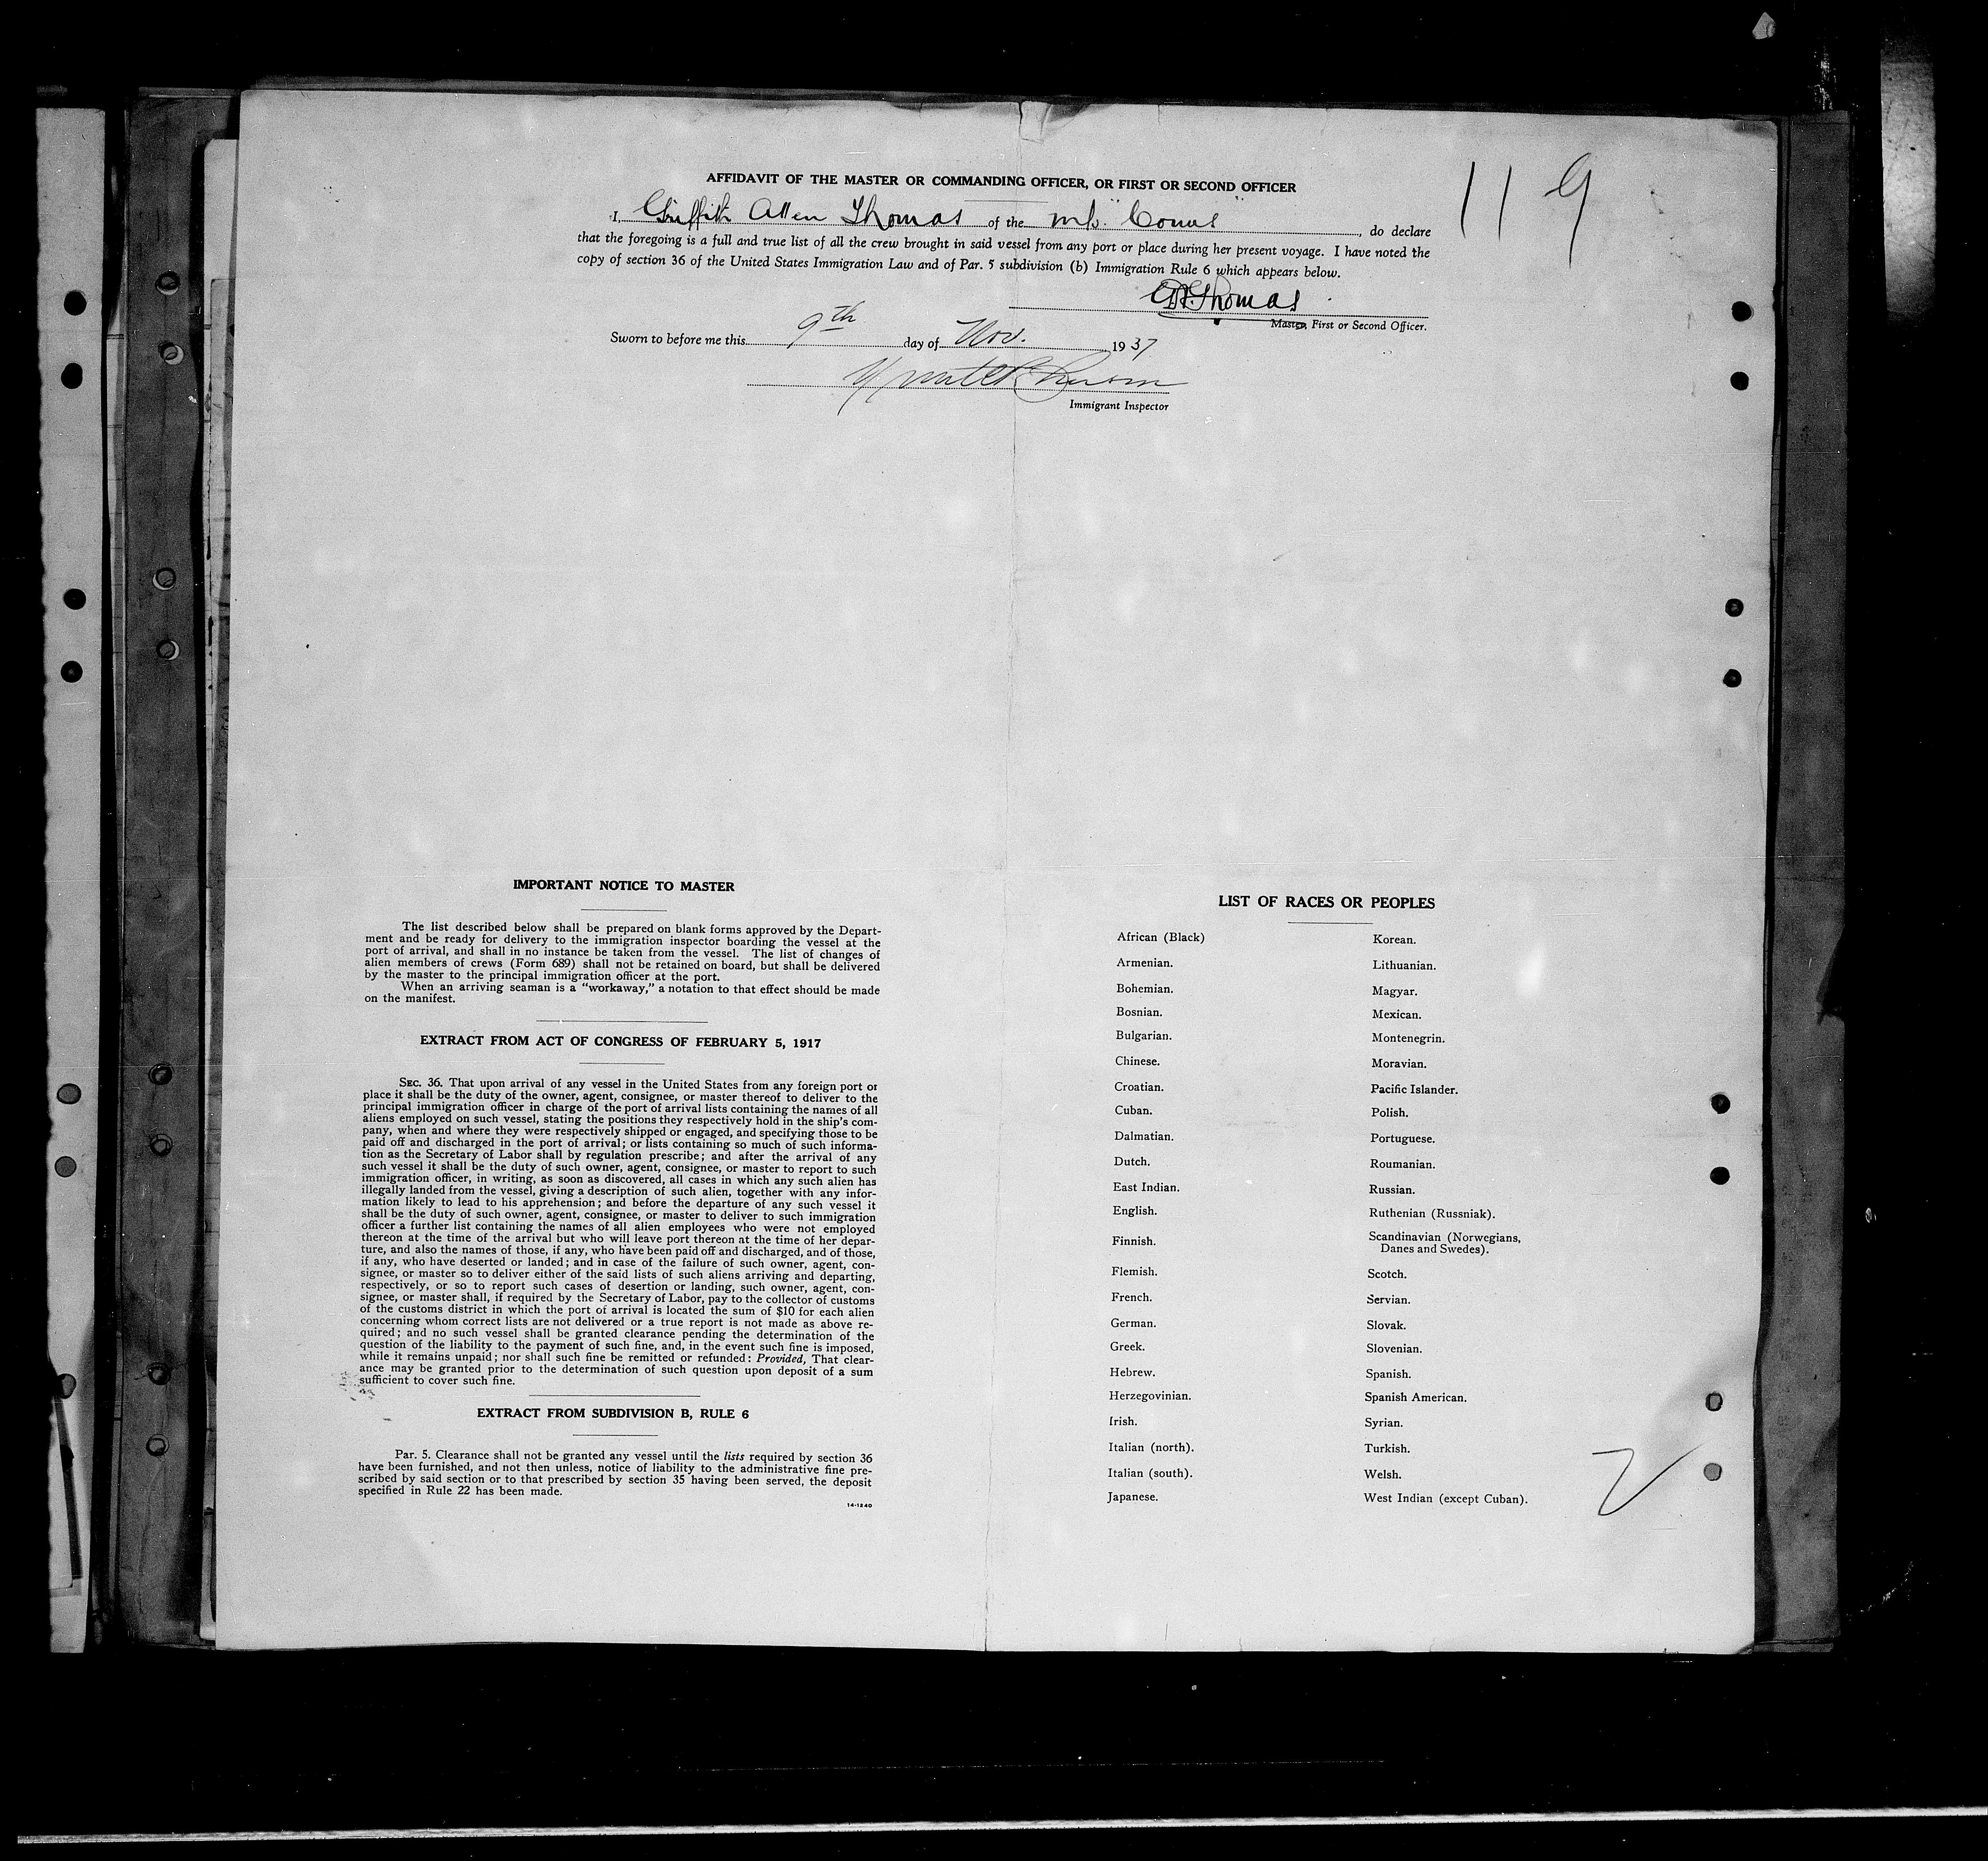 AFFIDAVIT OF THE MASTER OR COMMANDING OFFICER, OR FIRST OR SECOND OFFICER
11 9
I, Griffith Allen Thomas of the m/s "Comus", do declare
that the foregoing is a full and true list of all the crew brought in said vessel from any port or place during her present voyage. I have noted the
copy of section 36 of the United States Immigration Law and of Par. 5 subdivision (b) Immigration Rule 6 which appears below.
G.A. Thomas
Master, First or Second Officer.
Sworn to before me this 9th day of Nov. 1937
Immigrant Inspector
IMPORTANT NOTICE TO MASTER
The list described below shall be prepared on blank forms approved by the Depart-
ment and be ready for delivery to the immigration inspector boarding the vessel at the
port of arrival, and shall in no instance be taken from the vessel. The list of changes of
alien members of crews (Form 689) shall not be retained on board, but shall be delivered
by the master to the principal immigration officer at the port.
When an arriving seaman is a "workaway," a notation to that effect should be made
on the manifest.
EXTRACT FROM ACT OF CONGRESS OF FEBRUARY 5, 1917
SEC. 36. That upon arrival of any vessel in the United States from any foreign port or
place it shall be the duty of the owner, agent, consignee, or master thereof to deliver to the
principal immigration officer in charge of the port of arrival lists containing the names of all
aliens employed on such vessel, stating the positions they respectively hold in the ship's com-
pany, when and where they were respectively shipped or engaged, and specifying those to be
paid off and discharged in the port of arrival; or lists containing so much of such informa-
tion as the Secretary of Labor shall by regulation prescribe; and after the arrival of any
such vessel it shall be the duty of such owner, agent, consignee, or master to report to such
immigration officer, in writing, as soon as discovered, all cases in which any such alien has
illegally landed from the vessel, giving a description of such alien, together with any infor-
mation likely to lead to his apprehension; and before the departure of any such vessel it
shall be the duty of such owner, agent, consignee, or master to deliver to such immigration
officer a further list containing the names of all alien employees who were not employed
thereon at the time of the arrival but who will leave port thereon at the time of her depar-
ture, and also the names of those, if any, who have been paid off and discharged, and of those,
if any, who have deserted or landed; and in case of the failure of such owner, agent, con-
signee, or master so to deliver either of the said lists of such aliens arriving and departing,
respectively, or so to report such cases of desertion or landing, such owner, agent, con-
signee, or master shall, if required by the Secretary of Labor, pay to the collector of customs
of the customs district in which the port of arrival is located the sum of $10 for each alien
concerning whom correct lists are not delivered or a true report is not made as above re-
quired; and no such vessel shall be granted clearance pending the determination of the
question of the liability to the payment of such fine, and, in the event such fine is imposed,
while it remains unpaid; nor shall such fine be remitted or refunded: Provided, That clear-
ance may be granted prior to the determination of such question upon deposit of a sum
sufficient to cover such fine.
EXTRACT FROM SUBDIVISION B, RULE 6
Par. 5. Clearance shall not be granted any vessel until the lists required by section 36
have been furnished, and not then unless, notice of liability to the administrative fine pre-
scribed by said section or to that prescribed by section 35 having been served, the deposit
specified in Rule 22 has been made.
14-1240
LIST OF RACES OR PEOPLES
African (Black)
Armenian.
Bohemian.
Bosnian.
Bulgarian.
Chinese.
Croatian.
Cuban.
Dalmatian.
Dutch.
East Indian.
English.
Finnish.
Flemish.
French.
German.
Greek.
Hebrew.
Herzegovinian.
Irish.
Italian (north).
Italian (south).
Japanese.
Korean.
Lithuanian.
Magyar.
Mexican.
Montenegrin.
Moravian.
Pacific Islander.
Polish.
Portuguese.
Roumanian.
Russian.
Ruthenian (Russniak).
Scandinavian (Norwegians,
Danes and Swedes).
Scotch.
Servian.
Slovak.
Slovenian.
Spanish.
Spanish American.
Syrian.
Turkish.
Welsh.
West Indian (except Cuban).